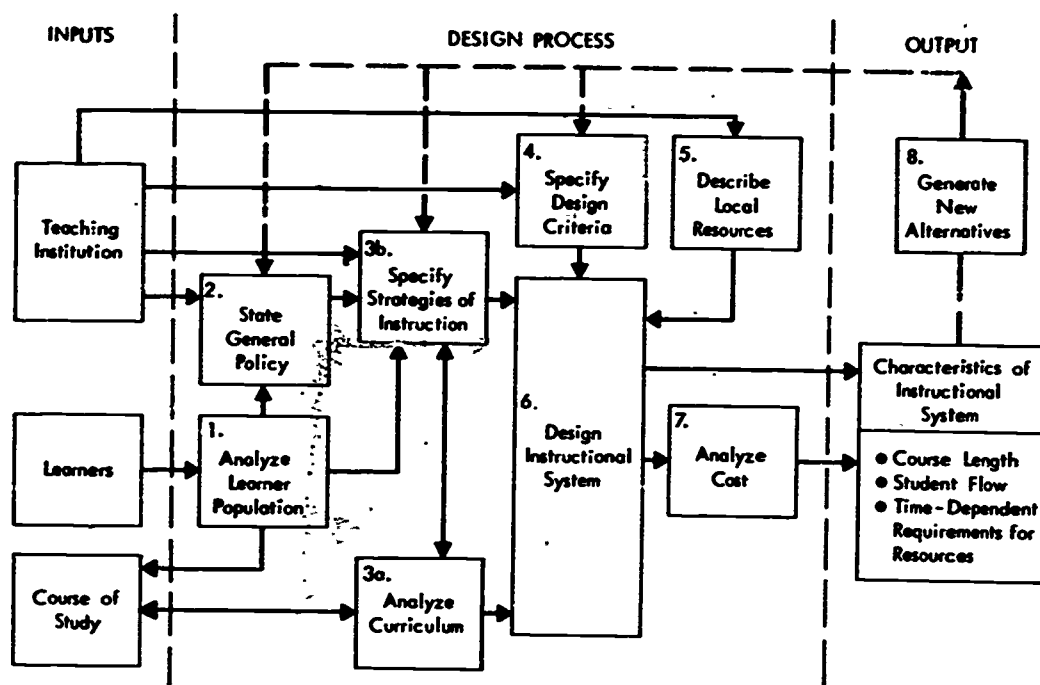 INPUTS
DESIGN PROCESS
OUTPUT
Teaching
Institution
Learners
Course of
Study
2.
State
General
Policy
1.
Analyze
Learner
Population
3b.
Specify
Strategies of
Instruction
3a.
Analyze
Curriculum
4.
Specify
Design
Criteria
5.
Describe
Local
Resources
6.
Design
Instructional
System
7.
Analyze
Cost
8.
Generate
New
Alternatives
Characteristics of
Instructional
System
● Course Length
● Student Flow
● Time-Dependent
Requirements for
Resources